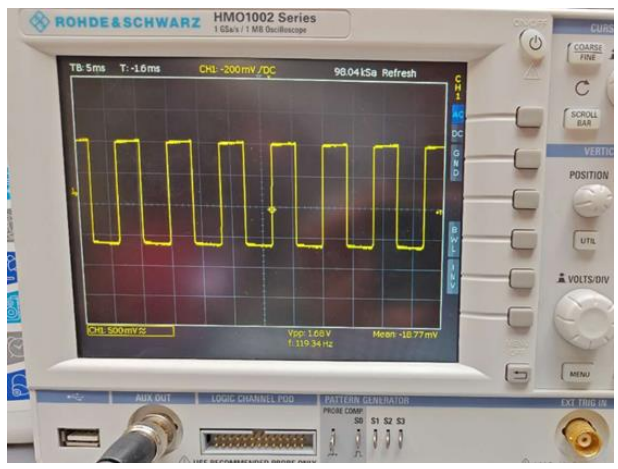 ROHDE&SCHWARZ HMO1002 Series
1 GSa/s / 1 MB Oscilloscope
ON/OFF
TB: 5ms T: -1.6ms CH1: -200mV / DC 98.04kSa Refresh
CH1
AC
DC
GND
BWL
INV
CH1: 500mV
Vpp: 1.68 V Mean: -18.77mV
f: 119.34 Hz
COARSE
FINE
SCROLL
BAR
POSITION
UTIL
VOLTS/DIV
MENU
AUX OUT
LOGIC CHANNEL POD
PATTERN GENERATOR
EXT TRIG IN
PROBE COMP
S0 S1 S2 S3
USE RECOMMENDED PROBE ONLY